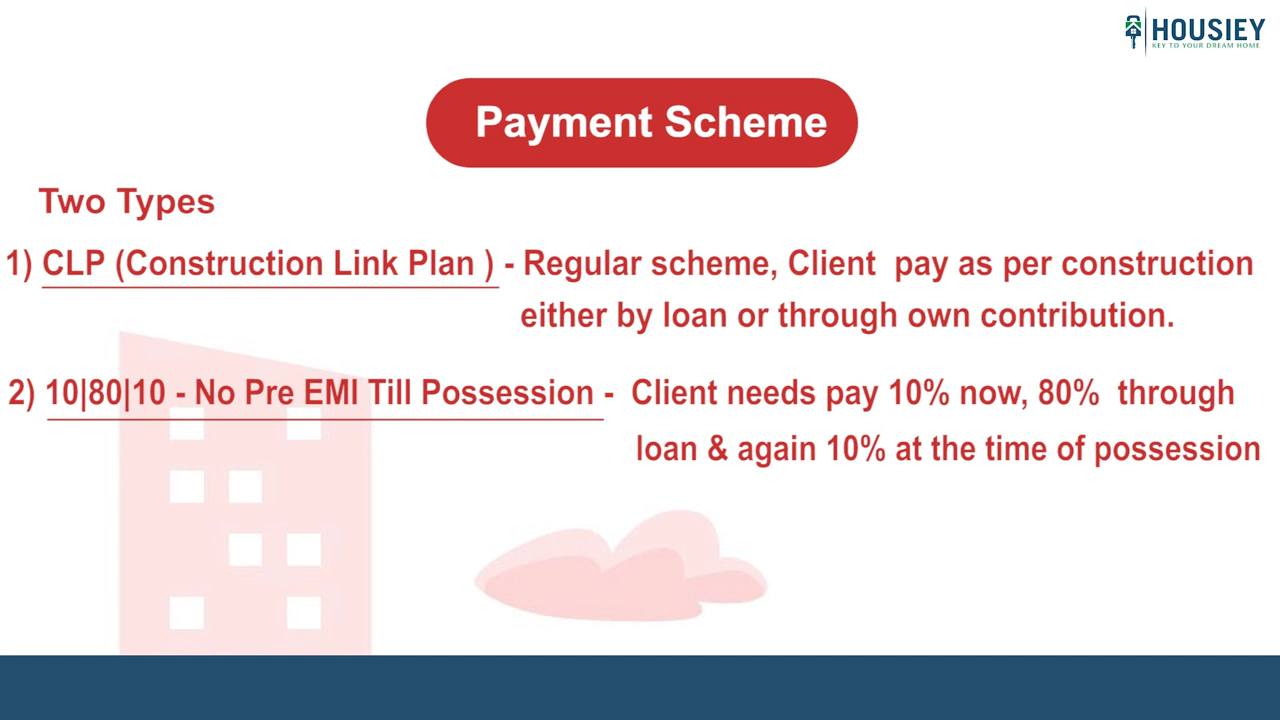 HOUSIEY
KEY TO YOUR DREAM HOME
Payment Scheme
Two Types
1) CLP (Construction Link Plan ) - Regular scheme, Client pay as per construction
either by loan or through own contribution.
2) 10|80|10 - No Pre EMI Till Possession - Client needs pay 10% now, 80% through
loan & again 10% at the time of possession